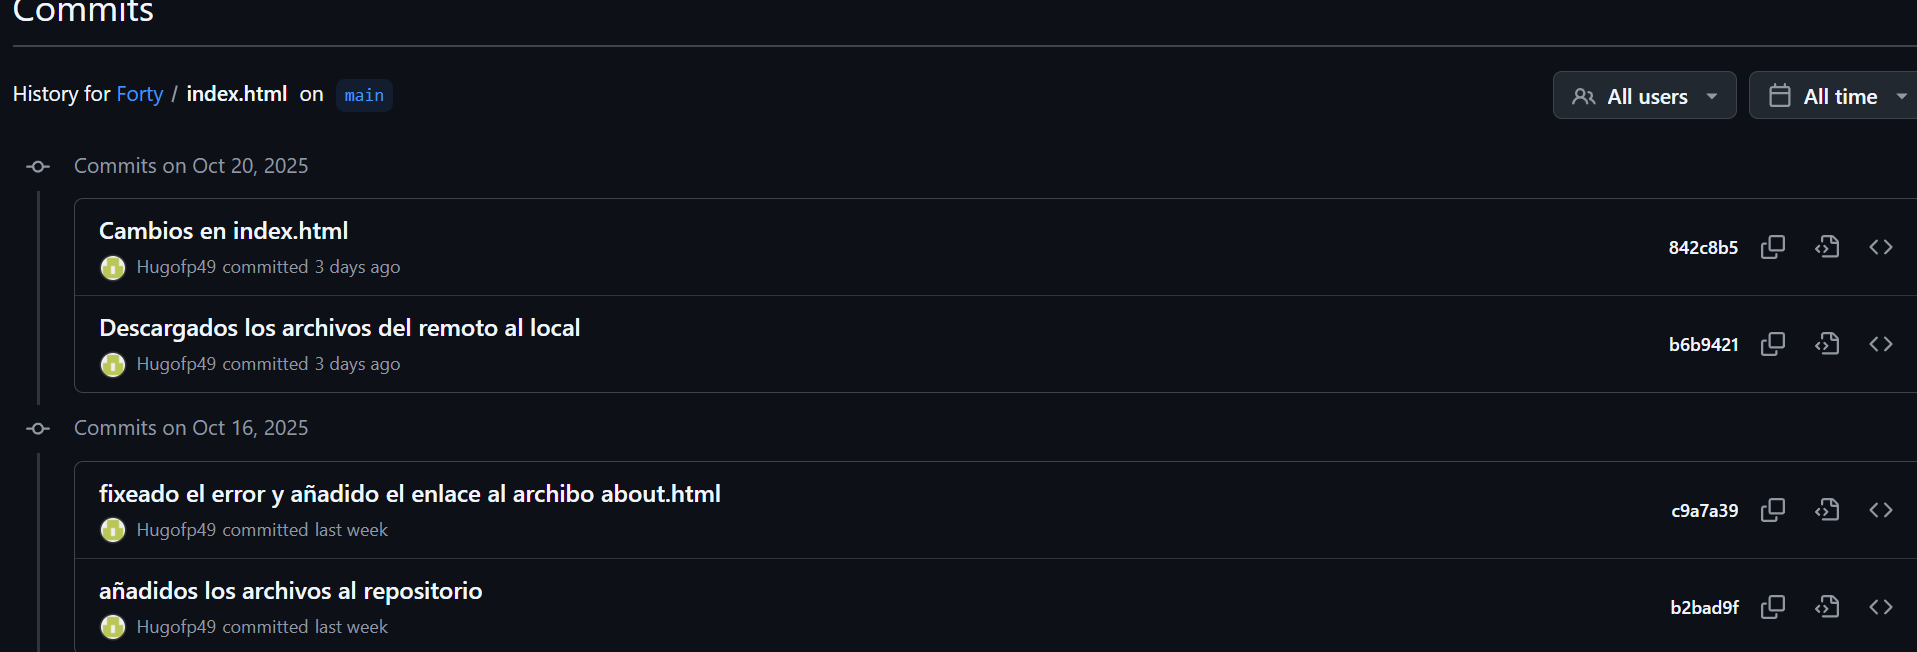 Commits
History for Forty / index.html on main
All users
All time
Commits on Oct 20, 2025
Cambios en index.html
842c8b5
Hugofp49 committed 3 days ago
Descargados los archivos del remoto al local
b6b9421
Hugofp49 committed 3 days ago
Commits on Oct 16, 2025
fixeado el error y añadido el enlace al archibo about.html
c9a7a39
Hugofp49 committed last week
añadidos los archivos al repositorio
b2bad9f
Hugofp49 committed last week